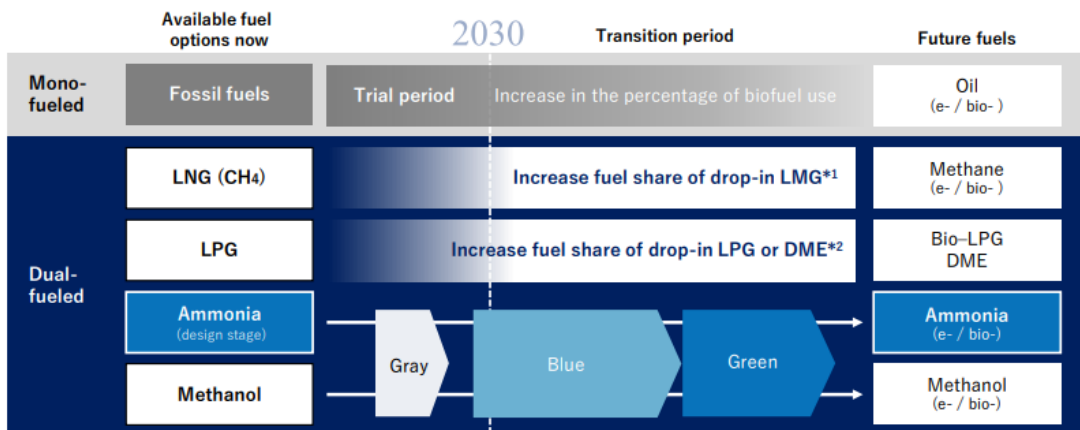 Available fuel
options now
2030
Transition period
Future fuels
Mono-
fueled
Fossil fuels
Trial period
Increase in the percentage of biofuel use
Oil
(e- / bio- )
Dual-
fueled
LNG (CH4)
Increase fuel share of drop-in LMG*1
Methane
(e- / bio- )
LPG
Increase fuel share of drop-in LPG or DME*2
Bio–LPG
DME
Ammonia
(design stage)
Gray
Blue
Green
Ammonia
(e- / bio-)
Methanol
Methanol
(e- / bio-)